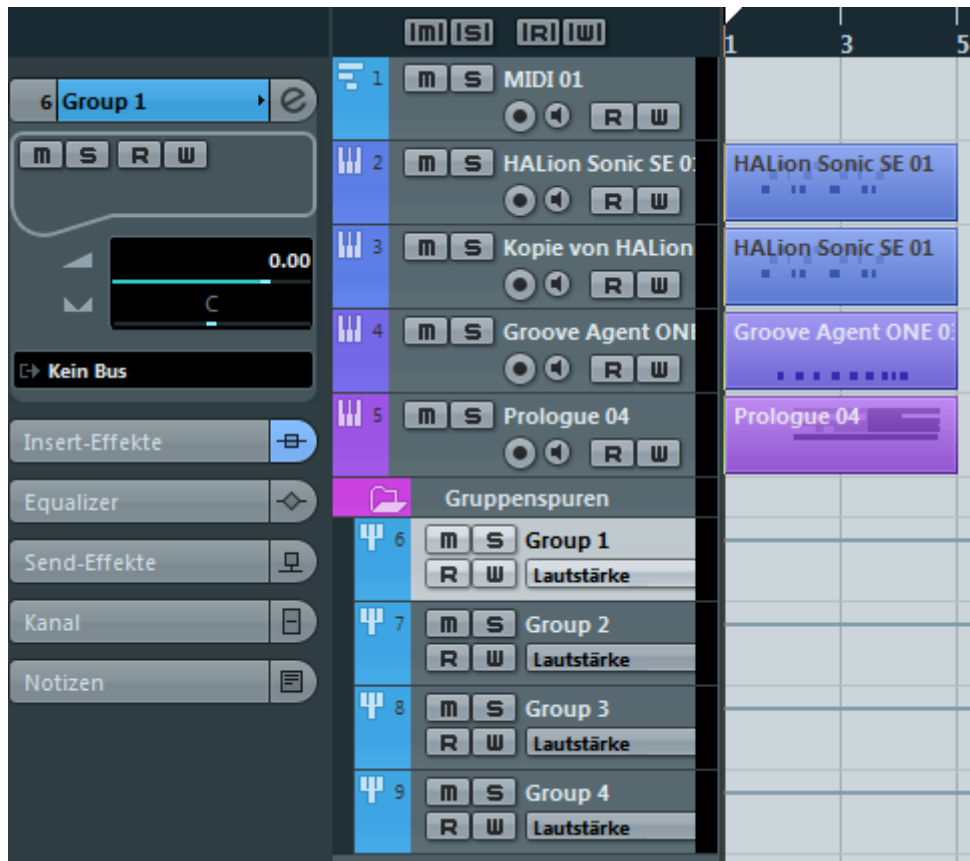 M S R W
1 3 5
6 Group 1 e
M S R W
0.00
C
Kein Bus
Insert-Effekte
Equalizer
Send-Effekte
Kanal
Notizen
1 M S MIDI 01
R W
2 M S HALion Sonic SE 01
R W
HALion Sonic SE 01
3 M S Kopie von HALion
R W
HALion Sonic SE 01
4 M S Groove Agent ONE
R W
Groove Agent ONE 03
5 M S Prologue 04
R W
Prologue 04
Gruppenspuren
6 M S Group 1
R W Lautstärke
7 M S Group 2
R W Lautstärke
8 M S Group 3
R W Lautstärke
9 M S Group 4
R W Lautstärke